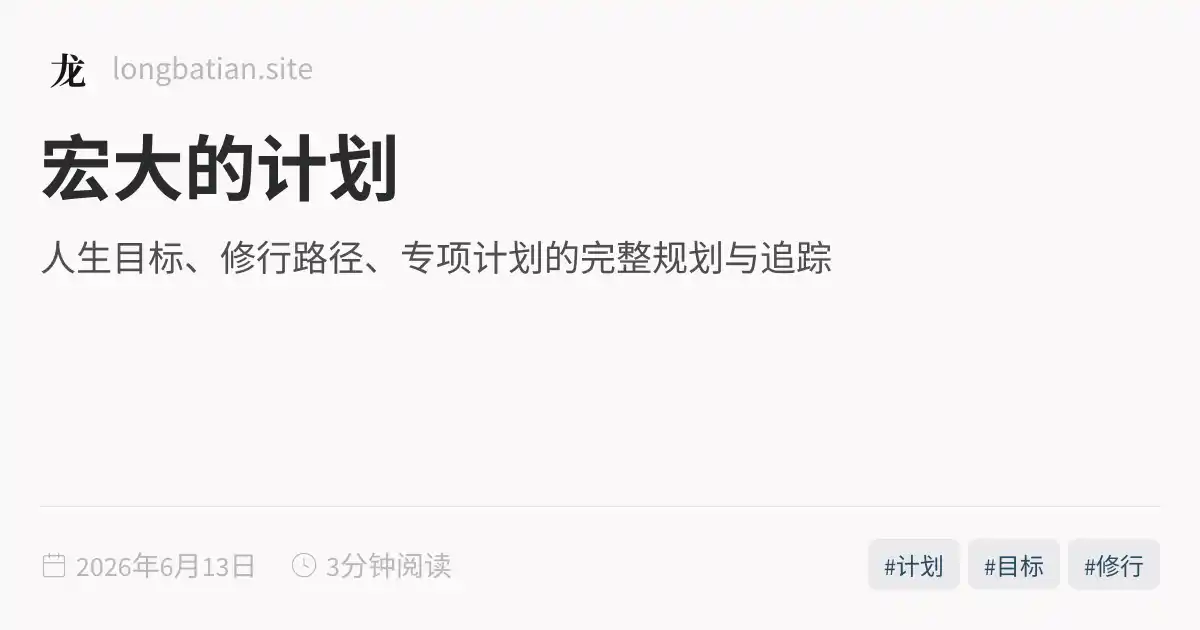 龙 longbatian.site
宏大的计划
人生目标、修行路径、专项计划的完整规划与追踪
2026年6月13日 3分钟阅读 #计划 #目标 #修行